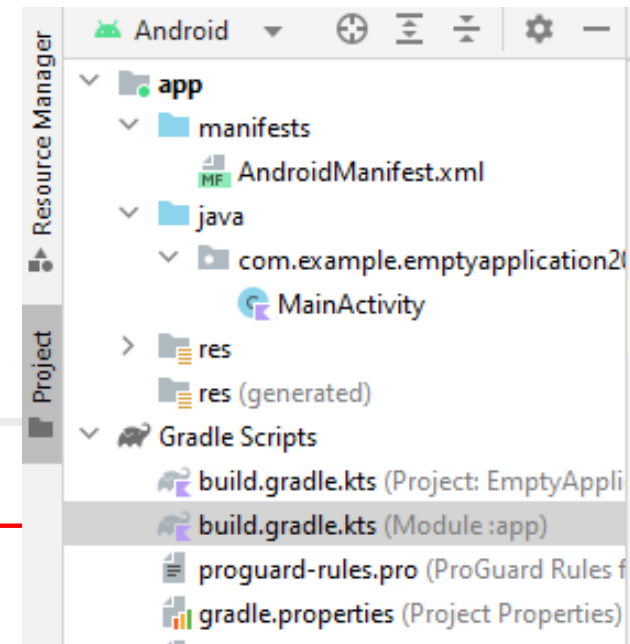 Android
Resource Manager
Project
app
manifests
MF AndroidManifest.xml
java
com.example.emptyapplication20
MainActivity
res
res (generated)
Gradle Scripts
build.gradle.kts (Project: EmptyAppli
build.gradle.kts (Module :app)
proguard-rules.pro (ProGuard Rules f
gradle.properties (Project Properties)